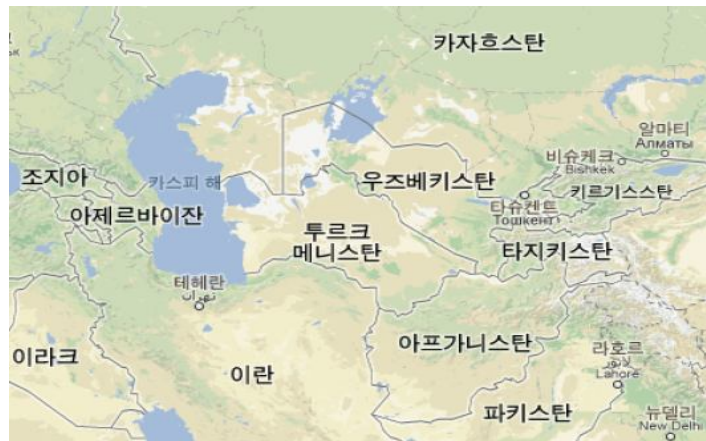 카자흐스탄
알마티
Алматы
비슈케크
Bishkek
조지아
카스피 해
우즈베키스탄
키르기스스탄
아제르바이잔
타슈켄트
Тошкент
투르크
메니스탄
타지키스탄
테헤란
تهران
아프가니스탄
이라크
라호르
لاہور
Lahore
이란
파키스탄
뉴델리
New Delhi